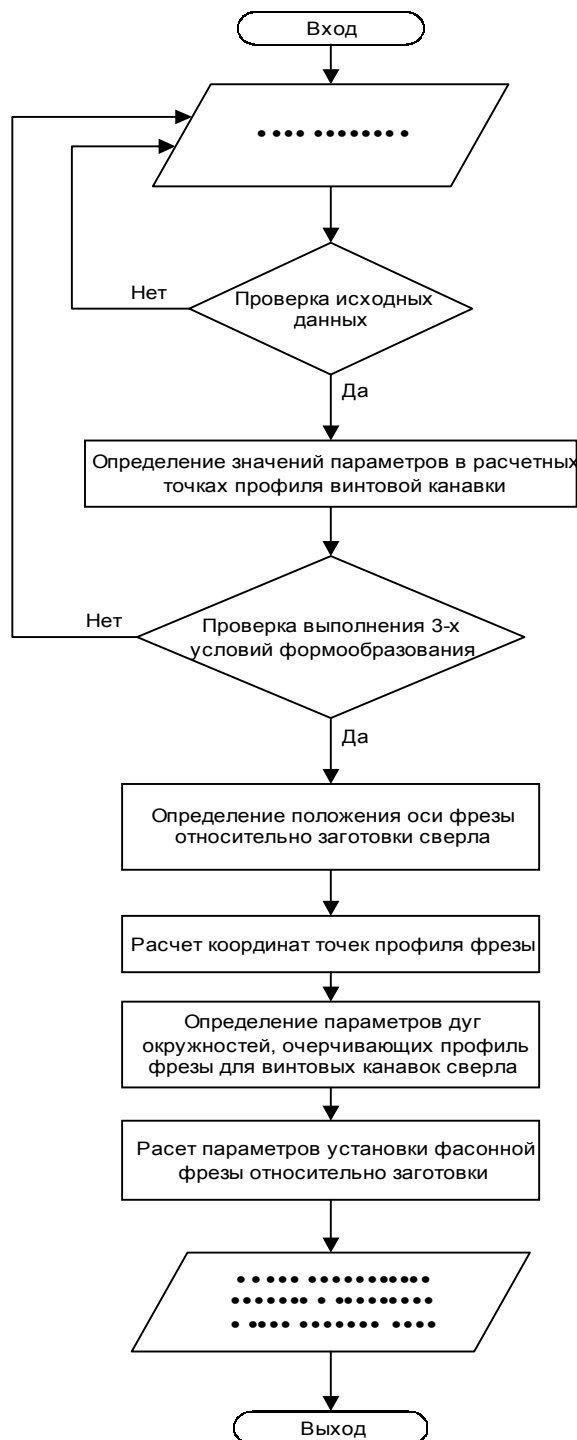 Вход
Проверка исходных
данных
Нет
Да
Определение значений параметров в расчетных
точках профиля винтовой канавки
Проверка выполнения 3-х
условий формообразования
Нет
Да
Определение положения оси фрезы
относительно заготовки сверла
Расчет координат точек профиля фрезы
Определение параметров дуг
окружностей, очерчивающих профиль
фрезы для винтовых канавок сверла
Расет параметров установки фасонной
фрезы относительно заготовки
Выход